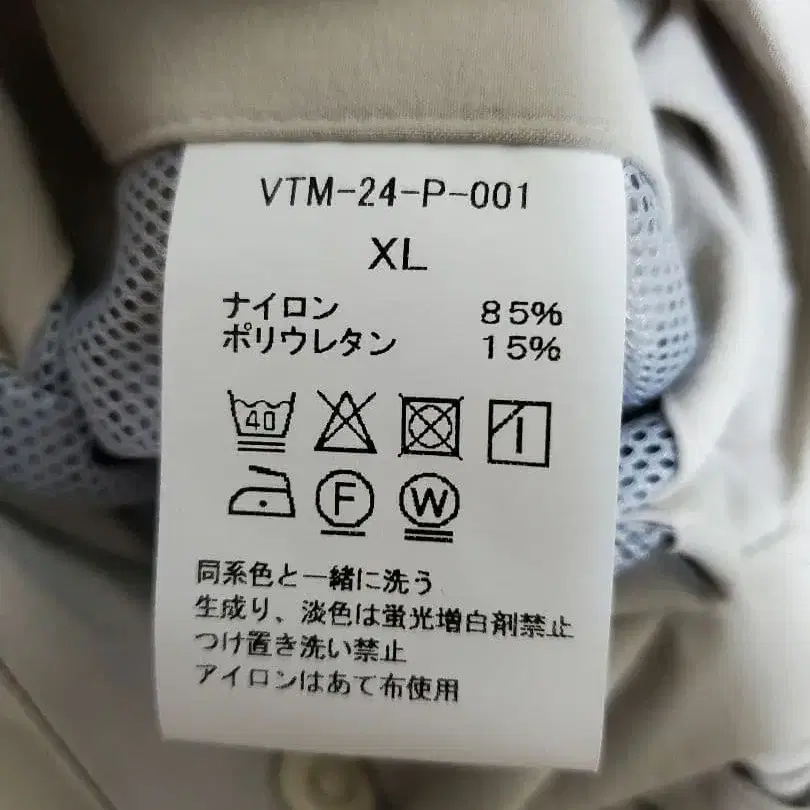 VTM-24-P-001
XL
ナイロン 85%
ポリウレタン 15%
40
F W
同系色と一緒に洗う
生成り、淡色は蛍光増白剤禁止
つけ置き洗い禁止
アイロンはあて布使用